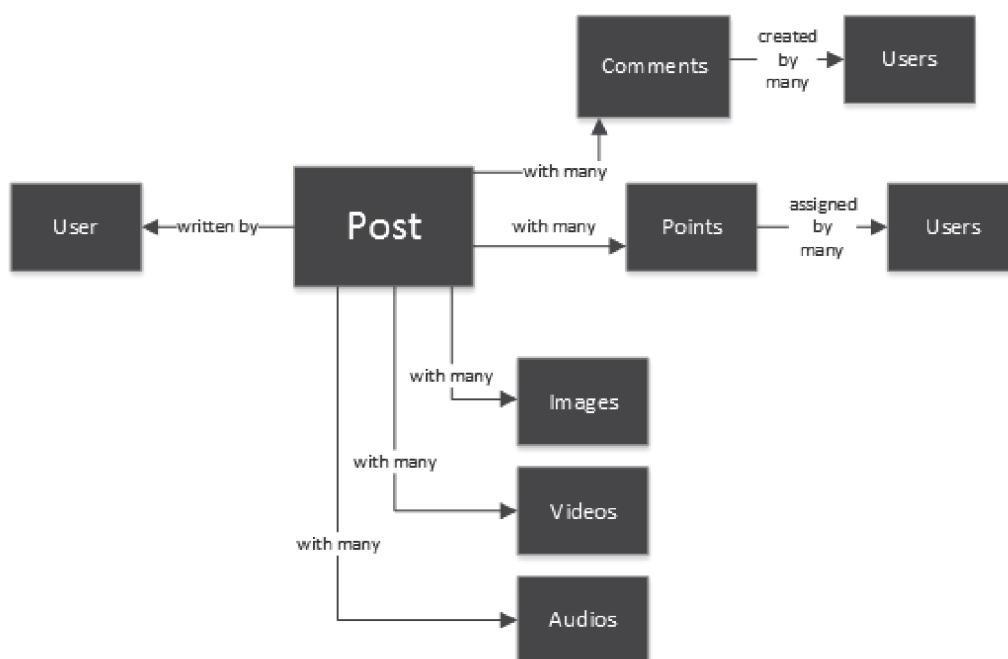 Comments
created
by
many
Users
with many
User
written by
Post
with many
Points
assigned
by
many
Users
with many
Images
with many
Videos
with many
Audios